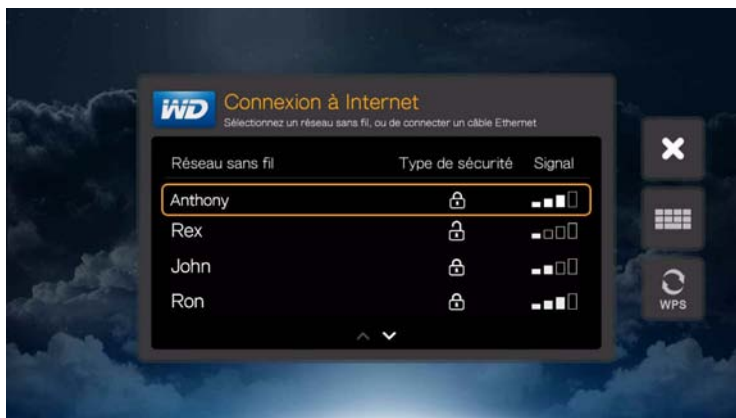 WD
Connexion à Internet
Sélectionnez un réseau sans fil, ou de connecter un câble Ethernet
Réseau sans fil Type de sécurité Signal
Anthony
Rex
John
Ron
WPS